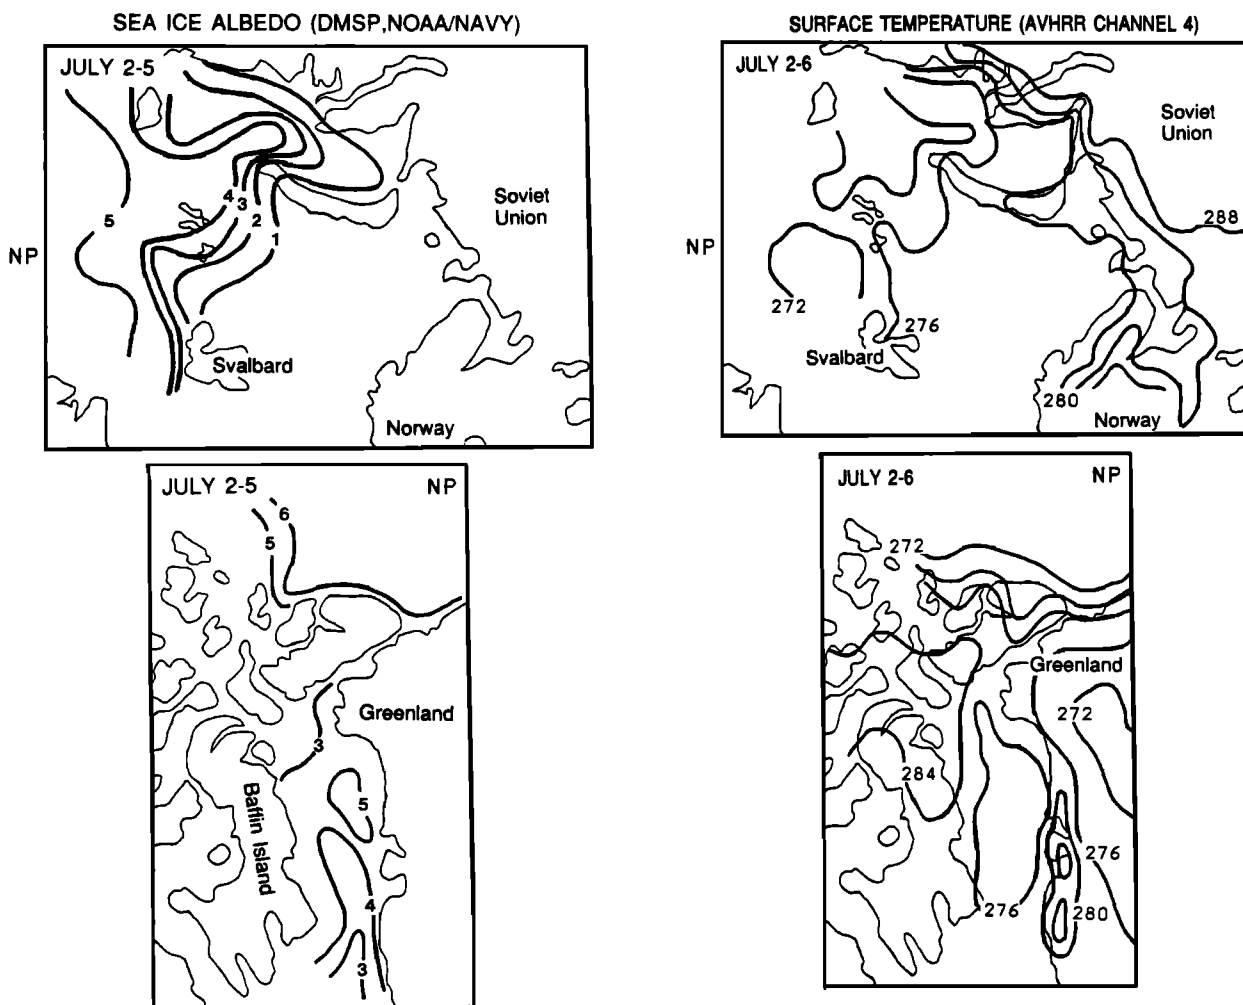 SEA ICE ALBEDO (DMSP,NOAA/NAVY)
JULY 2-5
Soviet
Union
NP
5
4
3
2
1
Svalbard
Norway
SURFACE TEMPERATURE (AVHRR CHANNEL 4)
JULY 2-6
Soviet
Union
288
NP
272
276
Svalbard
280
Norway
JULY 2-5
NP
6
5
Greenland
3
5
Baffin Island
4
3
JULY 2-6
NP
272
Greenland
272
284
276
276
280